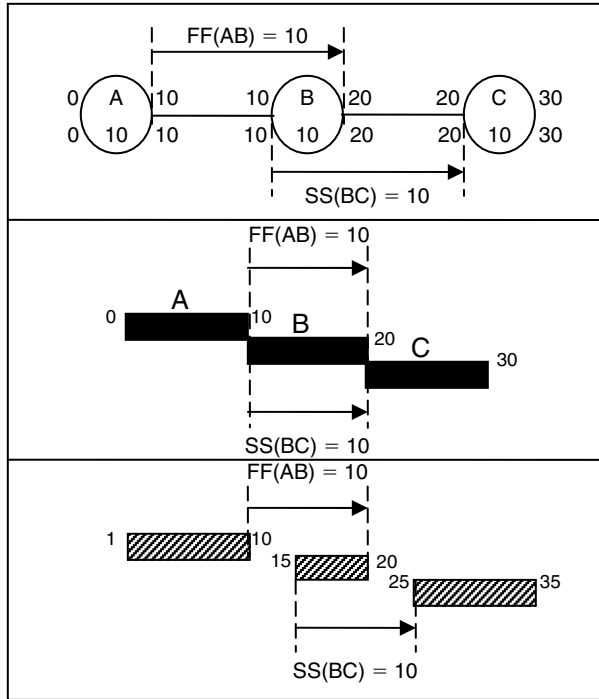 FF(AB) = 10
0 A 10 10 B 20 20 C 30
0 10 10 10 10 20 20 10 30
SS(BC) = 10
FF(AB) = 10
0 A 10
B 20
C 30
SS(BC) = 10
FF(AB) = 10
1 10
15 20
25 35
SS(BC) = 10